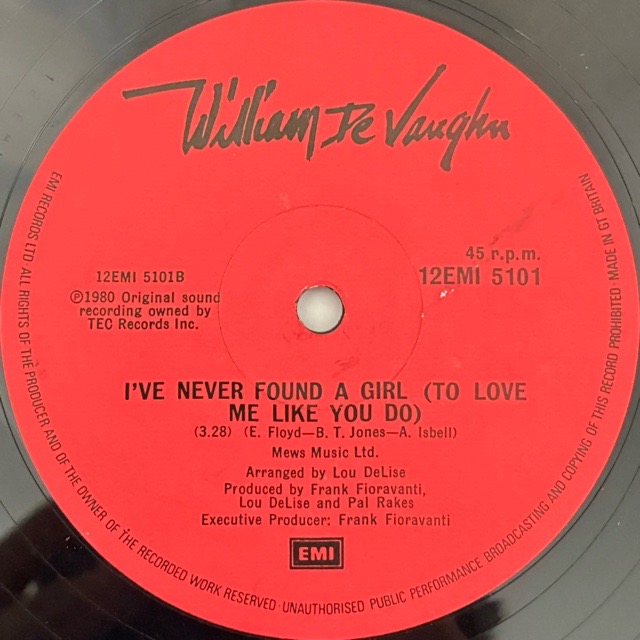 William De Vaughn
45 r.p.m.
12EMI 5101
12EMI 5101B
Ⓟ1980 Original sound
recording owned by
TEC Records Inc.
I'VE NEVER FOUND A GIRL (TO LOVE
ME LIKE YOU DO)
(3.28) (E. Floyd—B. T. Jones—A. Isbell)
Mews Music Ltd.
Arranged by Lou DeLise
Produced by Frank Fioravanti,
Lou DeLise and Pal Rakes
Executive Producer: Frank Fioravanti
EMI
EMI RECORDS LTD ALL RIGHTS OF THE PRODUCER AND OF THE OWNER OF THE RECORDED WORK RESERVED · UNAUTHORISED PUBLIC PERFORMANCE BROADCASTING AND COPYING OF THIS RECORD PROHIBITED · MADE IN GT BRITAIN